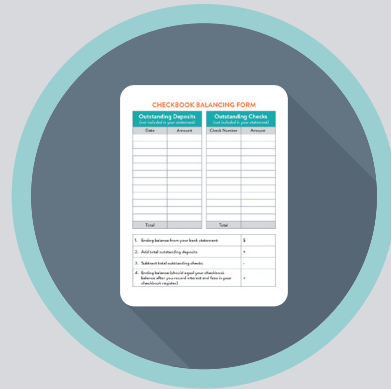 CHECKBOOK BALANCING FORM
Outstanding Deposits
(not included in your statement)
Date Amount
Total
Outstanding Checks
(not included in your statement)
Check Number Amount
Total
1. Ending balance from your bank statement $
2. Add total outstanding deposits +
3. Subtract total outstanding checks -
4. Ending balance (should equal your checkbook
balance after you record interest and fees in your
checkbook register) =